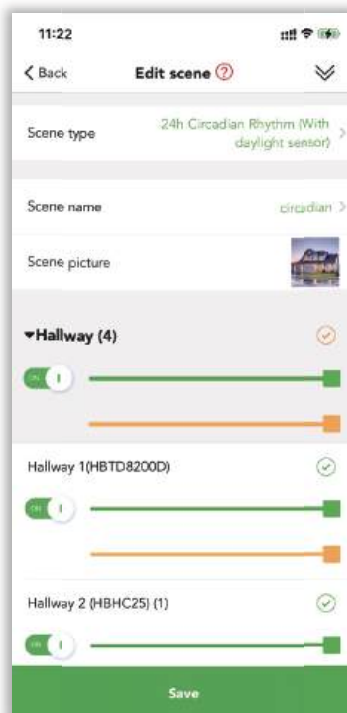 11:22
Back Edit scene ?
Scene type 24h Circadian Rhythm (With
daylight sensor)
Scene name circadian
Scene picture
Hallway (4)
ON
Hallway 1(HBTD8200D)
ON
Hallway 2 (HBHC25) (1)
ON
Save